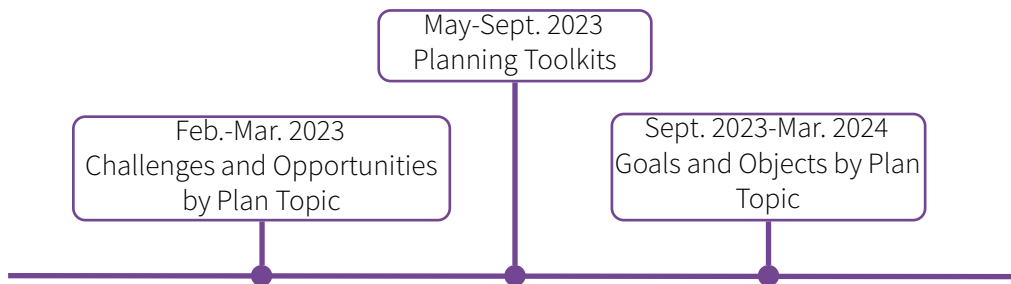 May-Sept. 2023
Planning Toolkits
Feb.-Mar. 2023
Challenges and Opportunities
by Plan Topic
Sept. 2023-Mar. 2024
Goals and Objects by Plan
Topic